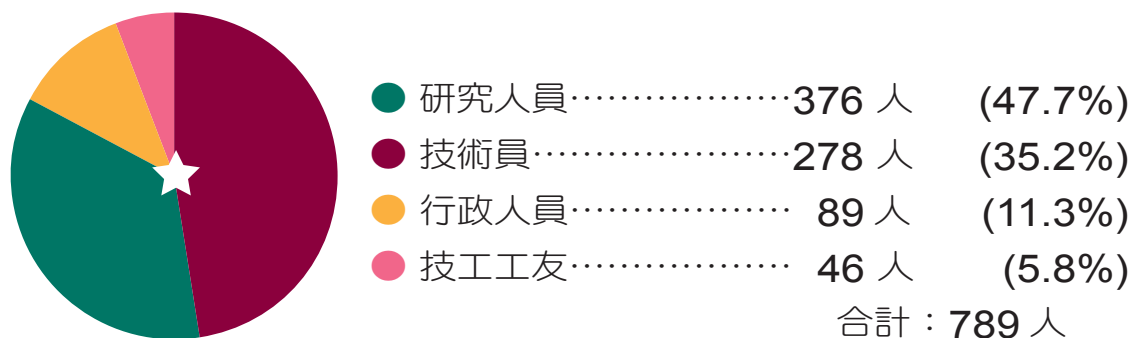 研究人員………………376 人 (47.7%)
技術員……………………278 人 (35.2%)
行政人員……………… 89 人 (11.3%)
技工工友……………… 46 人 (5.8%)
合計：789 人